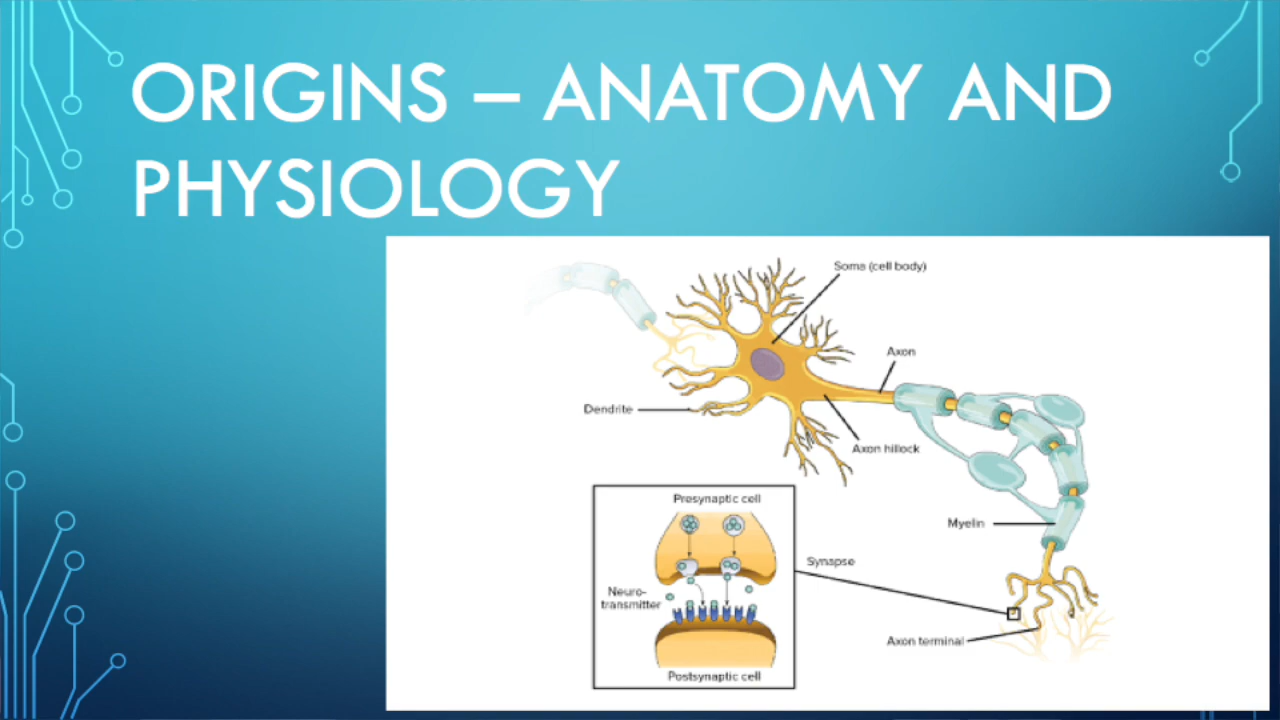 ORIGINS – ANATOMY AND
PHYSIOLOGY
Soma (cell body)
Axon
Dendrite
Axon hillock
Presynaptic cell
Myelin
Synapse
Neuro-
transmitter
Axon terminal
Postsynaptic cell